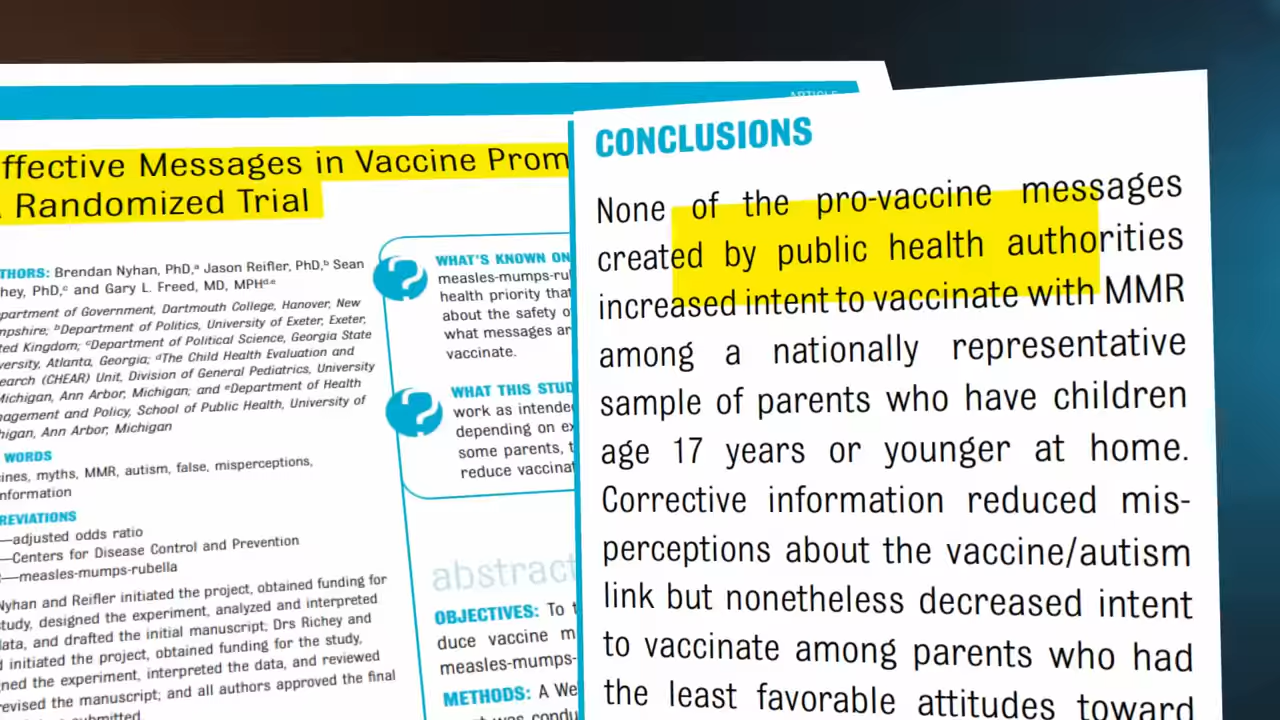 ARTICLE
ffective Messages in Vaccine Prom
Randomized Trial
THORS: Brendan Nyhan, PhD,ᵃ Jason Reifler, PhD,ᵇ Sean
hey, PhD,ᶜ and Gary L. Freed, MD, MPHᵈ,ᵉ
partment of Government, Dartmouth College, Hanover, New
mpshire; ᵇDepartment of Politics, University of Exeter, Exeter,
ted Kingdom; ᶜDepartment of Political Science, Georgia State
versity, Atlanta, Georgia; ᵈThe Child Health Evaluation and
earch (CHEAR) Unit, Division of General Pediatrics, University
Michigan, Ann Arbor, Michigan; and ᵉDepartment of Health
nagement and Policy, School of Public Health, University of
higan, Ann Arbor, Michigan
WORDS
cines, myths, MMR, autism, false, misperceptions,
nformation
REVIATIONS
—adjusted odds ratio
—Centers for Disease Control and Prevention
—measles-mumps-rubella
Nyhan and Reifler initiated the project, obtained funding for
study, designed the experiment, analyzed and interpreted
data, and drafted the initial manuscript; Drs Richey and
d initiated the project, obtained funding for the study,
gned the experiment, interpreted the data, and reviewed
revised the manuscript; and all authors approved the final
submitted.
WHAT'S KNOWN ON
measles-mumps-rul
health priority that
about the safety o
what messages ar
vaccinate.
WHAT THIS STUD
work as intende
depending on ex
some parents, t
reduce vaccinat
abstract
OBJECTIVES: To t
duce vaccine m
measles-mumps-
METHODS: A We
was condu
CONCLUSIONS
None of the pro-vaccine messages
created by public health authorities
increased intent to vaccinate with MMR
among a nationally representative
sample of parents who have children
age 17 years or younger at home.
Corrective information reduced mis-
perceptions about the vaccine/autism
link but nonetheless decreased intent
to vaccinate among parents who had
the least favorable attitudes toward